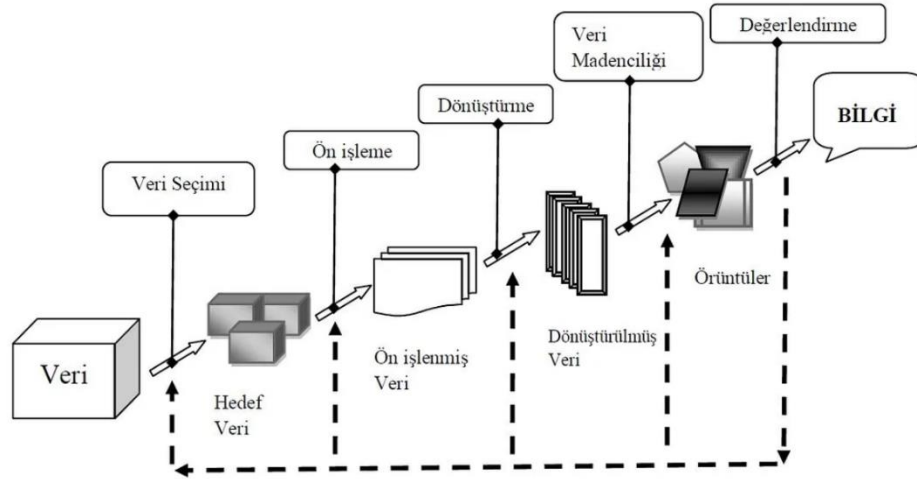 Değerlendirme
Veri
Madenciliği
BİLGİ
Dönüştürme
Ön işleme
Veri Seçimi
Örüntüler
Dönüştürülmüş
Veri
Ön işlenmiş
Veri
Veri
Hedef
Veri